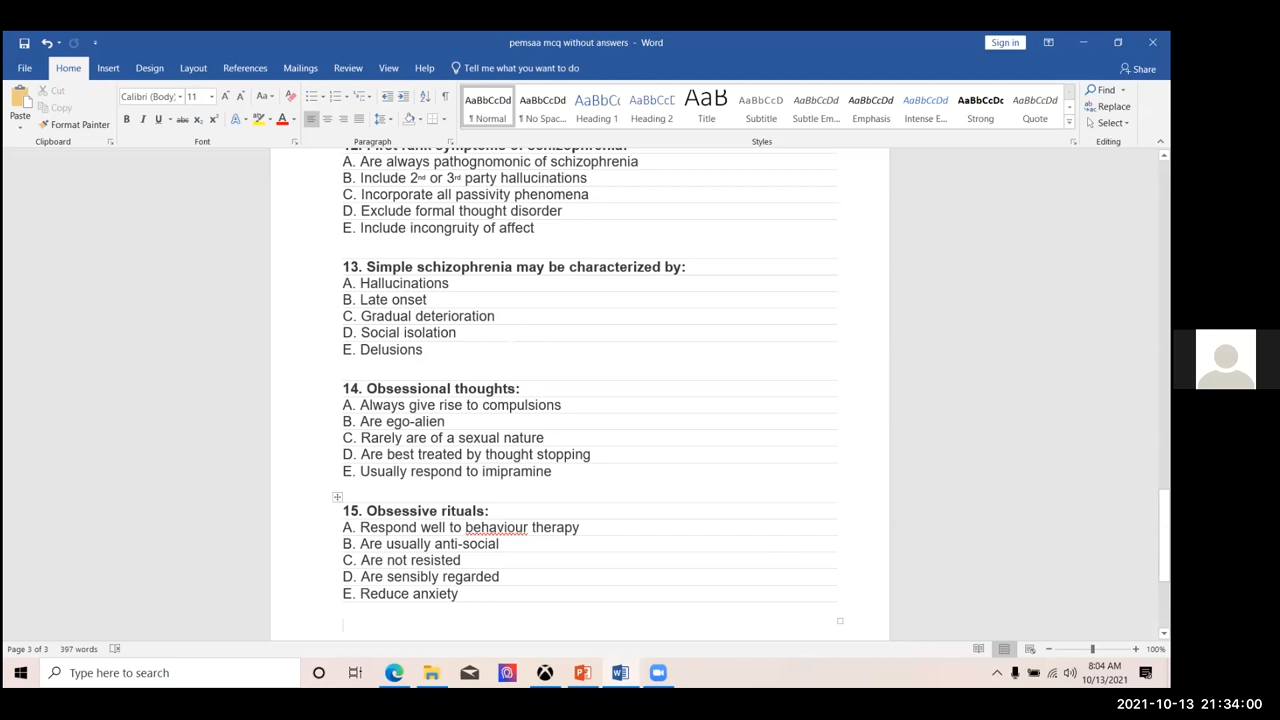 pemsaa mcq without answers - Word
Sign in
File Home Insert Design Layout References Mailings Review View Help Tell me what you want to do Share
Paste Cut Copy Format Painter
Clipboard
Calibri (Body) 11
Font
Paragraph
AaBbCcDd AaBbCcDd AaBbCc AaBbCcD AaB AaBbCcD AaBbCcDd AaBbCcDd AaBbCcDd AaBbCcDc AaBbCcDd
¶ Normal ¶ No Spac... Heading 1 Heading 2 Title Subtitle Subtle Em... Emphasis Intense E... Strong Quote
Styles
Find
Replace
Select
Editing
12. First rank symptoms of schizophrenia:
A. Are always pathognomonic of schizophrenia
B. Include 2nd or 3rd party hallucinations
C. Incorporate all passivity phenomena
D. Exclude formal thought disorder
E. Include incongruity of affect
13. Simple schizophrenia may be characterized by:
A. Hallucinations
B. Late onset
C. Gradual deterioration
D. Social isolation
E. Delusions
14. Obsessional thoughts:
A. Always give rise to compulsions
B. Are ego-alien
C. Rarely are of a sexual nature
D. Are best treated by thought stopping
E. Usually respond to imipramine
15. Obsessive rituals:
A. Respond well to behaviour therapy
B. Are usually anti-social
C. Are not resisted
D. Are sensibly regarded
E. Reduce anxiety
Page 3 of 3 397 words 100%
Type here to search
8:04 AM
10/13/2021
2021-10-13 21:34:00